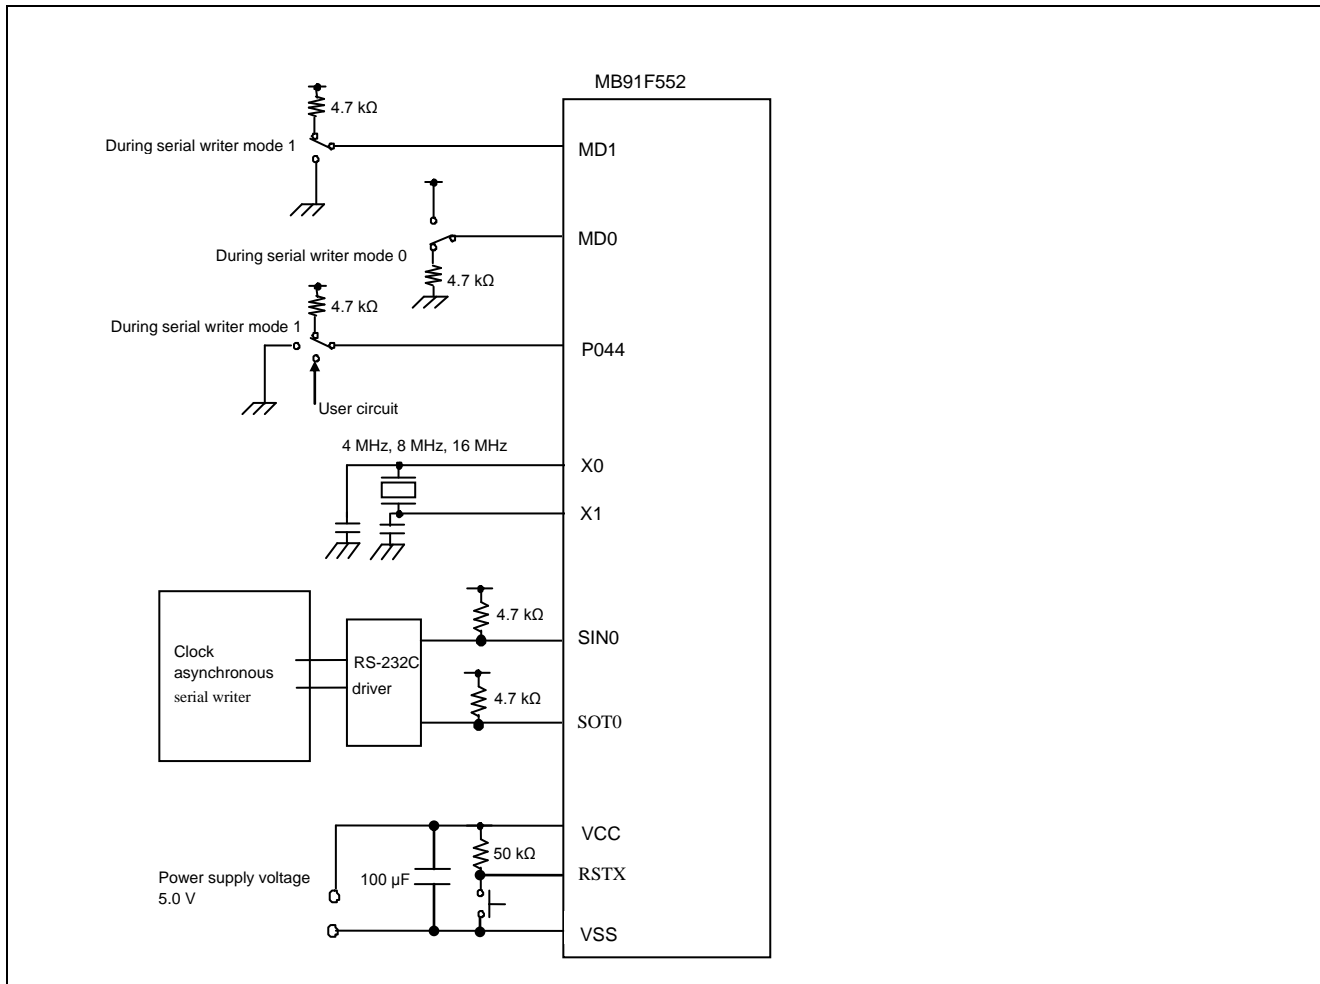 MB91F552
4.7 kΩ
During serial writer mode 1
MD1
MD0
During serial writer mode 0
4.7 kΩ
4.7 kΩ
During serial writer mode 1
P044
User circuit
4 MHz, 8 MHz, 16 MHz
X0
X1
4.7 kΩ
SIN0
Clock
asynchronous
serial writer
RS-232C
driver
4.7 kΩ
SOT0
VCC
50 kΩ
RSTX
100 µF
Power supply voltage
5.0 V
VSS